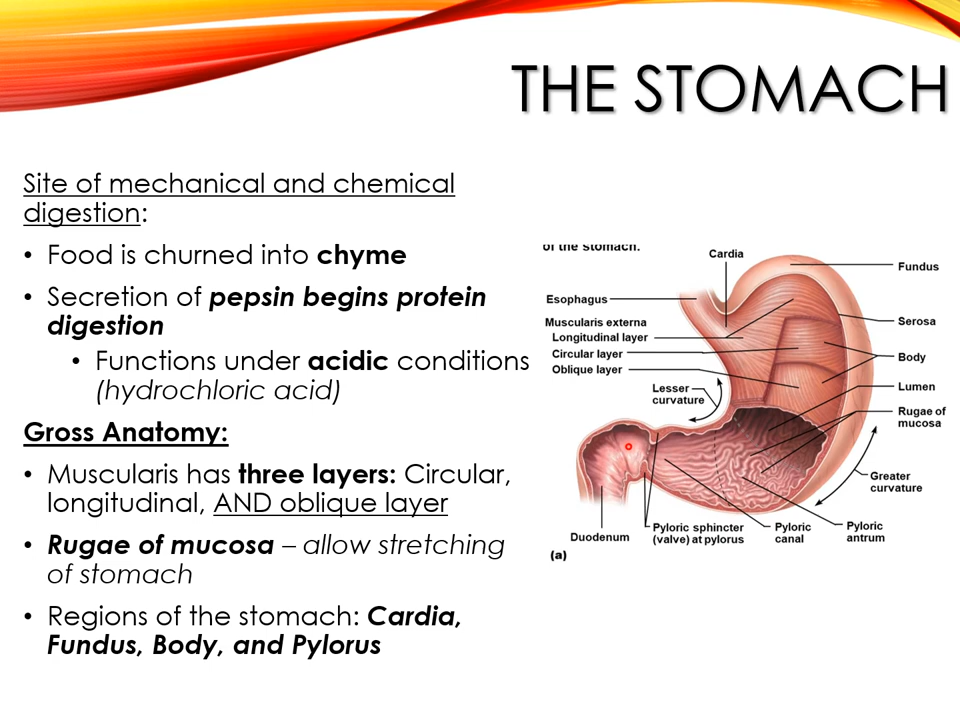 THE STOMACH
Site of mechanical and chemical
digestion:
• Food is churned into chyme
• Secretion of pepsin begins protein
digestion
• Functions under acidic conditions
(hydrochloric acid)
Gross Anatomy:
• Muscularis has three layers: Circular,
longitudinal, AND oblique layer
• Rugae of mucosa – allow stretching
of stomach
• Regions of the stomach: Cardia,
Fundus, Body, and Pylorus
of the stomach.
Cardia
Fundus
Esophagus
Serosa
Muscularis externa
Longitudinal layer
Circular layer
Oblique layer
Body
Lumen
Lesser
curvature
Rugae of
mucosa
Greater
curvature
Duodenum
Pyloric sphincter
(valve) at pylorus
Pyloric
canal
Pyloric
antrum
(a)